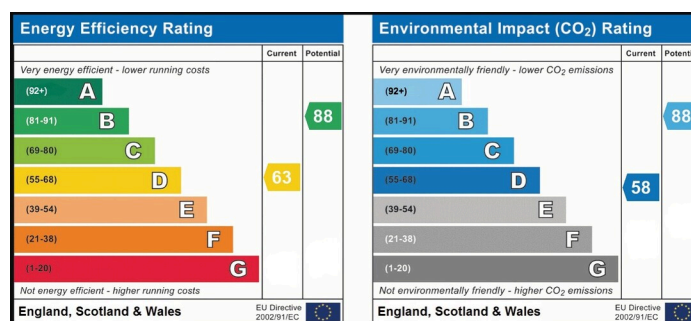 Energy Efficiency Rating
Current Potential
Very energy efficient - lower running costs
(92+) A
(81-91) B
88
(69-80) C
(55-68) D
63
(39-54) E
(21-38) F
(1-20) G
Not energy efficient - higher running costs
England, Scotland & Wales
EU Directive
2002/91/EC
Environmental Impact (CO2) Rating
Current Potential
Very environmentally friendly - lower CO2 emissions
(92+) A
(81-91) B
88
(69-80) C
(55-68) D
58
(39-54) E
(21-38) F
(1-20) G
Not environmentally friendly - higher CO2 emissions
England, Scotland & Wales
EU Directive
2002/91/EC